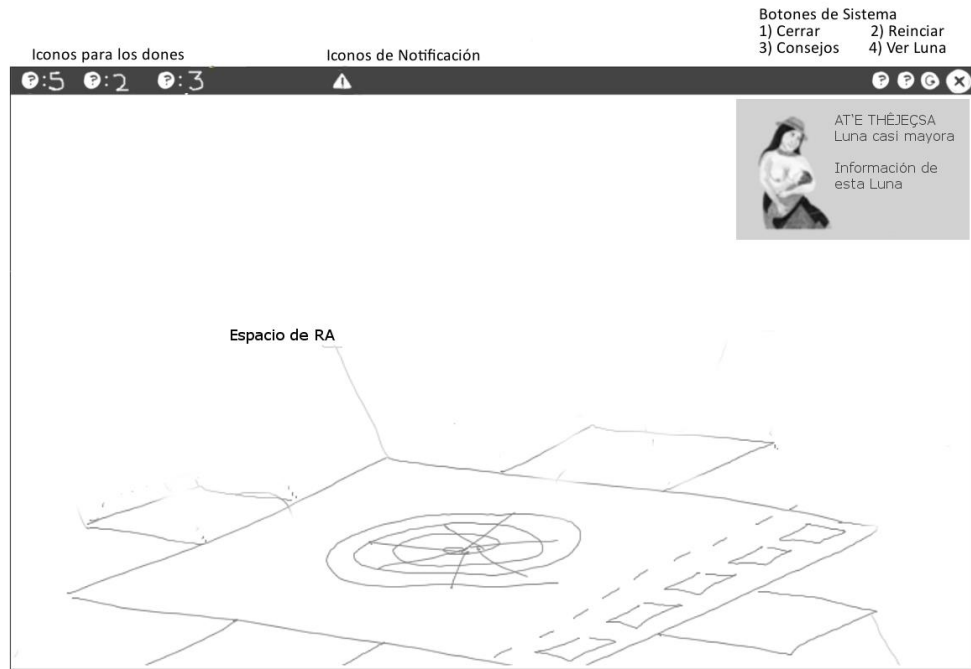 Botones de Sistema
1) Cerrar 2) Reinciar
3) Consejos 4) Ver Luna
Iconos para los dones
Iconos de Notificación
?:5 ?:2 ?:3
! ? ?
AT'E THÊJEÇSA
Luna casi mayora
Información de
esta Luna
Espacio de RA